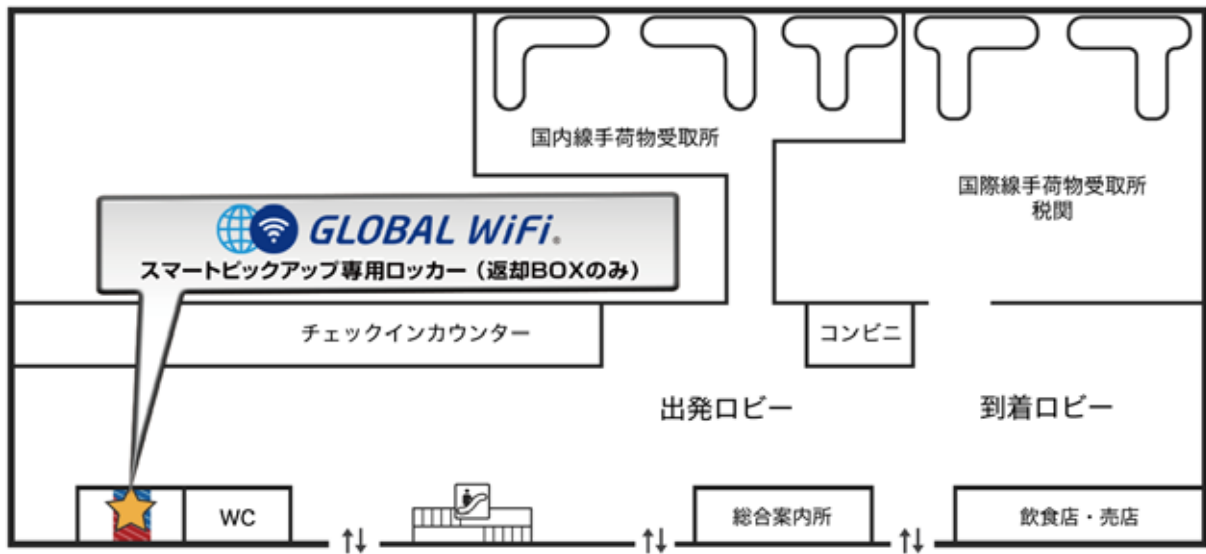 国内線手荷物受取所
国際線手荷物受取所
税関
GLOBAL WiFi®
スマートピックアップ専用ロッカー（返却BOXのみ）
チェックインカウンター
コンビニ
出発ロビー
到着ロビー
WC
総合案内所
飲食店・売店